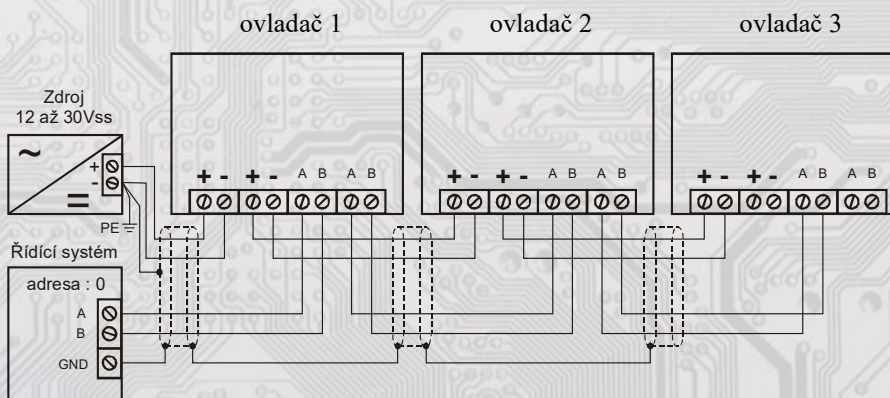 ovladač 1
ovladač 2
ovladač 3
Zdroj
12 až 30Vss
~
+
-
=
PE
+ - + - A B A B
+ - + - A B A B
+ - + - A B A B
Řídící systém
adresa : 0
A
B
GND